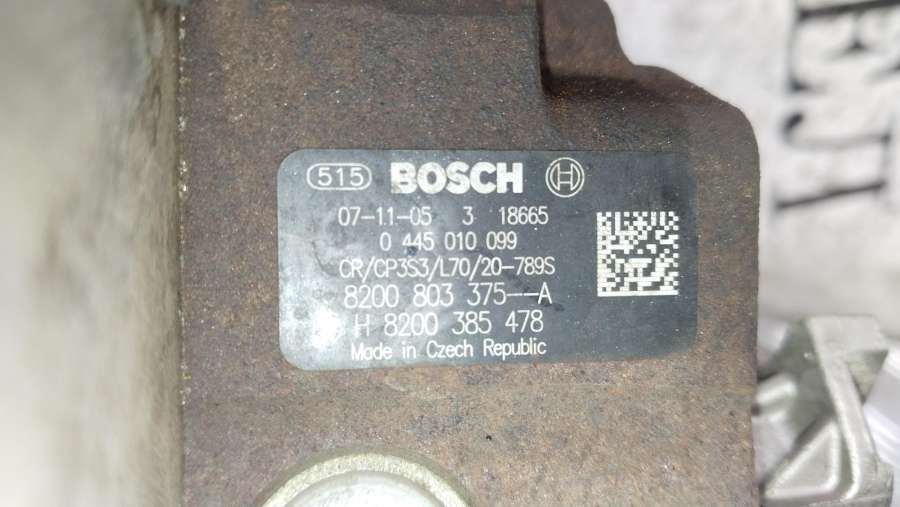 515 BOSCH
07-11-05 3 18665
0 445 010 099
CR/CP3S3/L70/20-789S
8200 803 375--A
H 8200 385 478
Made in Czech Republic